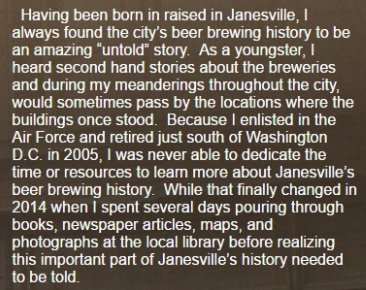 Having been born in raised in Janesville, I
always found the city's beer brewing history to be
an amazing “untold” story.  As a youngster, I
heard second hand stories about the breweries
and during my meanderings throughout the city,
would sometimes pass by the locations where the
buildings once stood.  Because I enlisted in the
Air Force and retired just south of Washington
D.C. in 2005, I was never able to dedicate the
time or resources to learn more about Janesville’s
beer brewing history.  While that finally changed in
2014 when I spent several days pouring through
books, newspaper articles, maps, and
photographs at the local library before realizing
this important part of Janesville’s history needed
to be told.